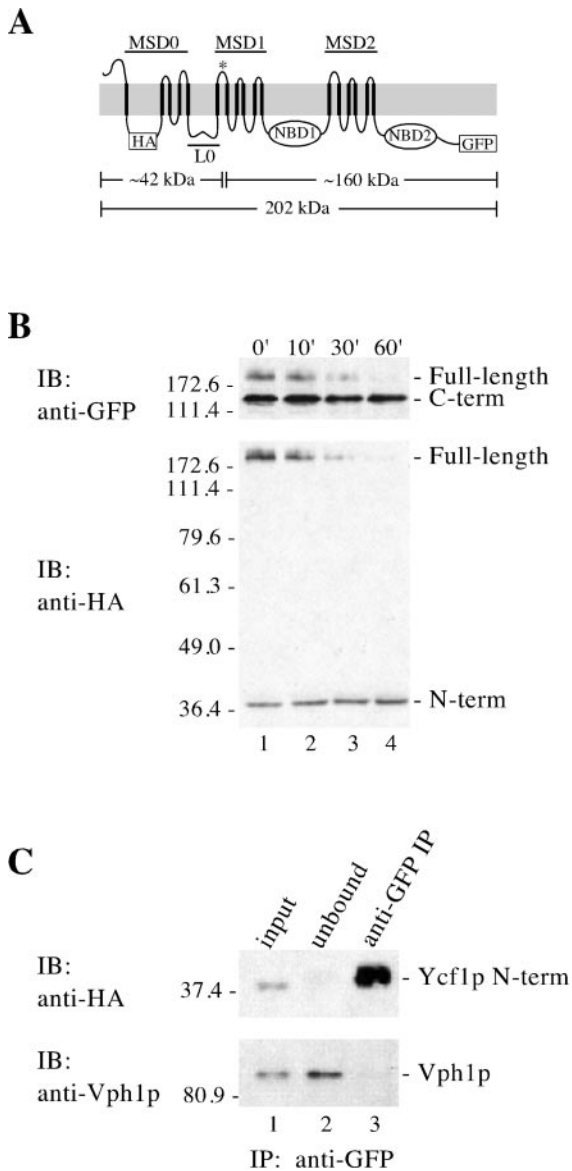 A
MSD0 MSD1 MSD2
*
HA NBD1 NBD2 GFP
L0
~42 kDa ~160 kDa
202 kDa
B
0' 10' 30' 60'
IB:
anti-GFP
172.6 -
111.4 -
- Full-length
- C-term
IB:
anti-HA
172.6 -
111.4 -
79.6 -
61.3 -
49.0 -
36.4 -
- Full-length
- N-term
1 2 3 4
C
input unbound anti-GFP IP
IB:
anti-HA
37.4 -
- Ycf1p N-term
IB:
anti-Vph1p
80.9 -
- Vph1p
1 2 3
IP: anti-GFP